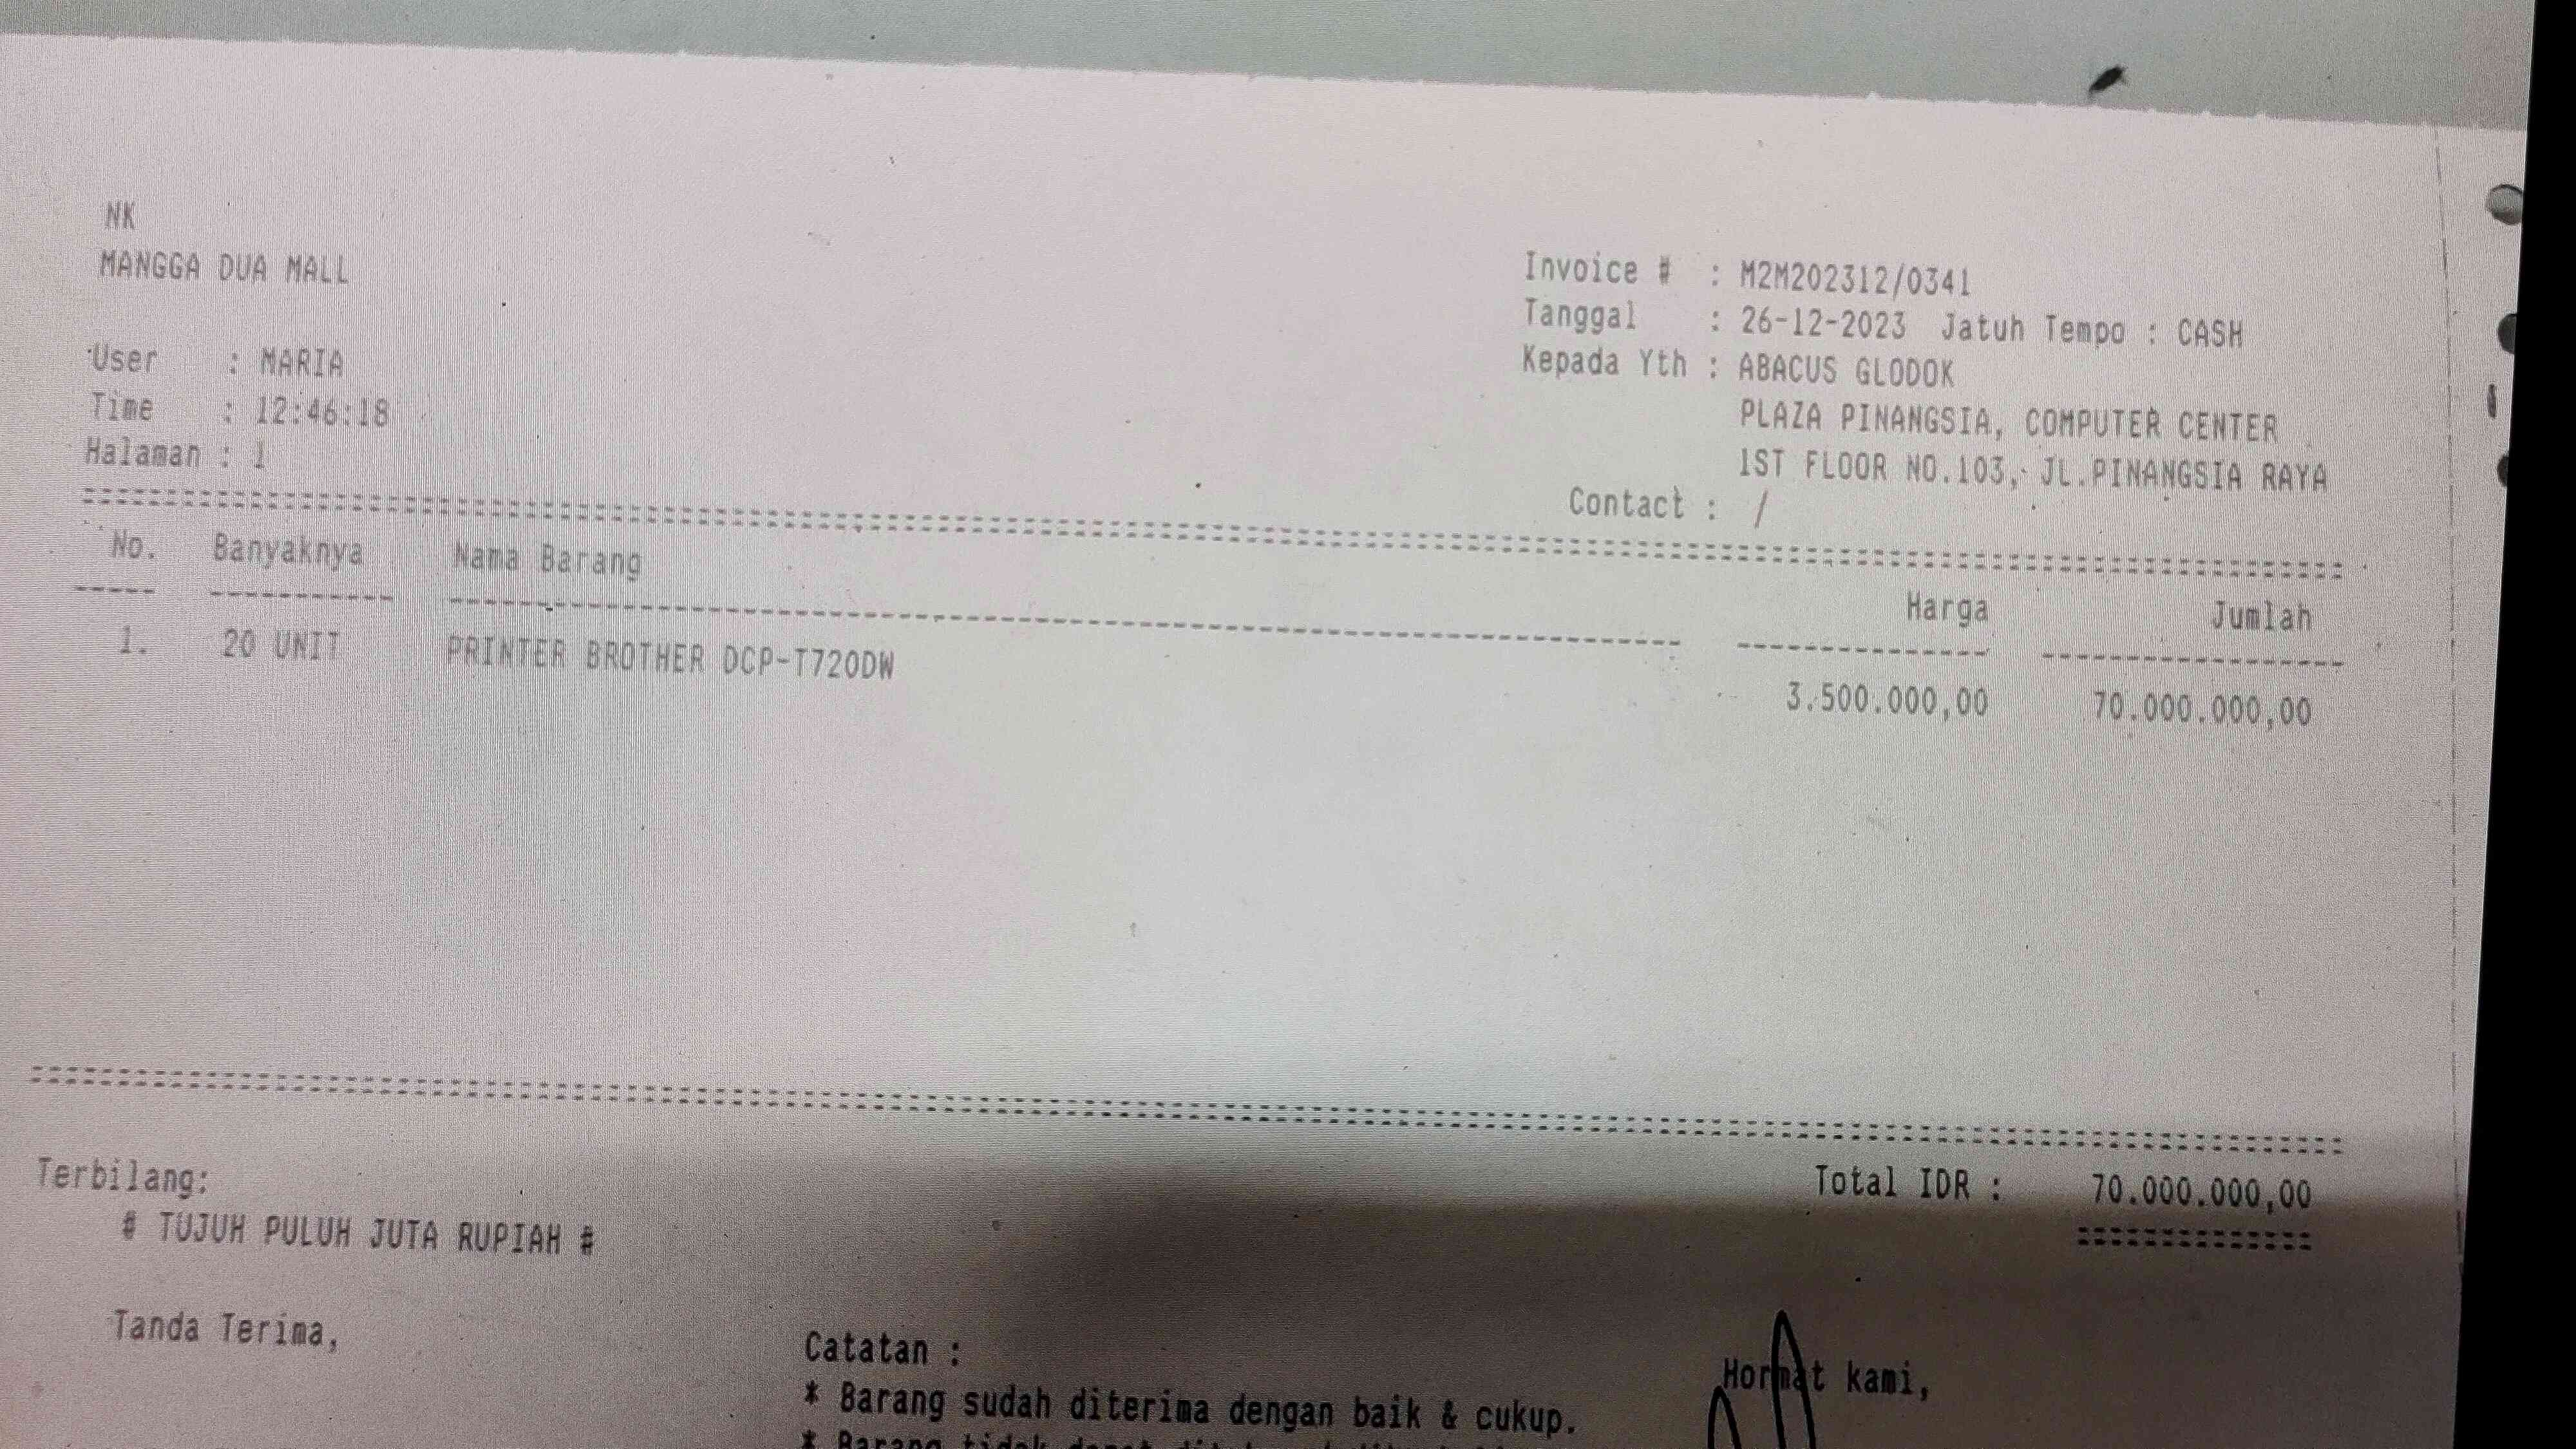 NK
MANGGA DUA MALL
Invoice # : M2M202312/0341
Tanggal : 26-12-2023 Jatuh Tempo : CASH
Kepada Yth : ABACUS GLODOK
PLAZA PINANGSIA, COMPUTER CENTER
1ST FLOOR NO.103, JL.PINANGSIA RAYA
Contact : /
User : MARIA
Time : 12:46:18
Halaman : 1
No. Banyaknya Nama Barang Harga Jumlah
1. 20 UNIT PRINTER BROTHER DCP-T720DW 3.500.000,00 70.000.000,00
Terbilang: Total IDR : 70.000.000,00
# TUJUH PULUH JUTA RUPIAH #
Tanda Terima,
Catatan :
Hormat kami,
* Barang sudah diterima dengan baik & cukup.
* Barang tidak